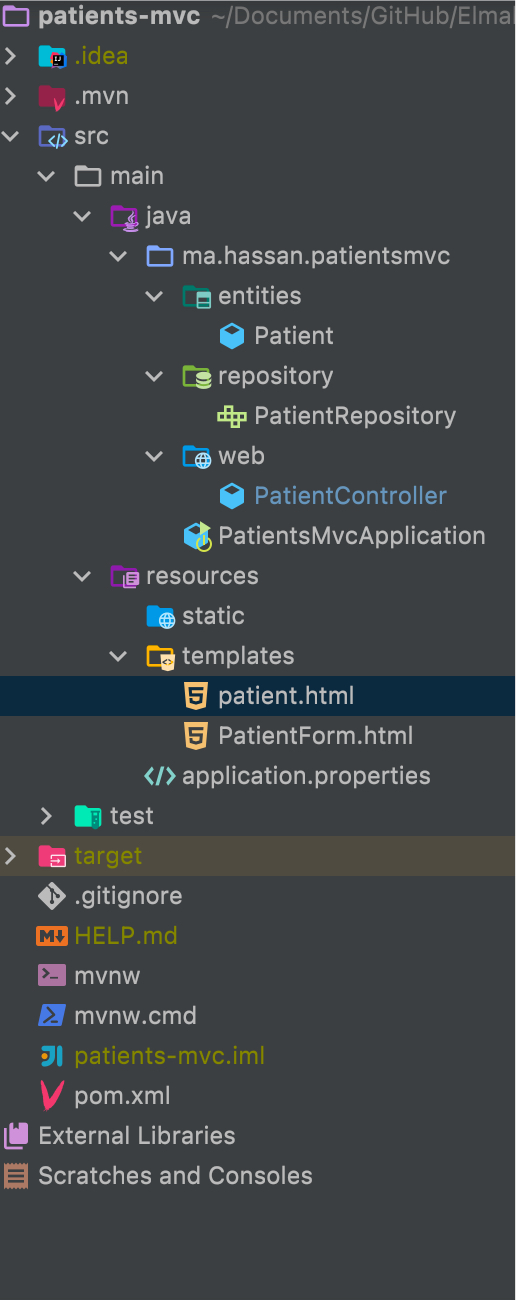 patients-mvc ~/Documents/GitHub/Elmal
.idea
.mvn
src
main
java
ma.hassan.patientsmvc
entities
Patient
repository
PatientRepository
web
PatientController
PatientsMvcApplication
resources
static
templates
patient.html
PatientForm.html
application.properties
test
target
.gitignore
HELP.md
mvnw
mvnw.cmd
patients-mvc.iml
pom.xml
External Libraries
Scratches and Consoles